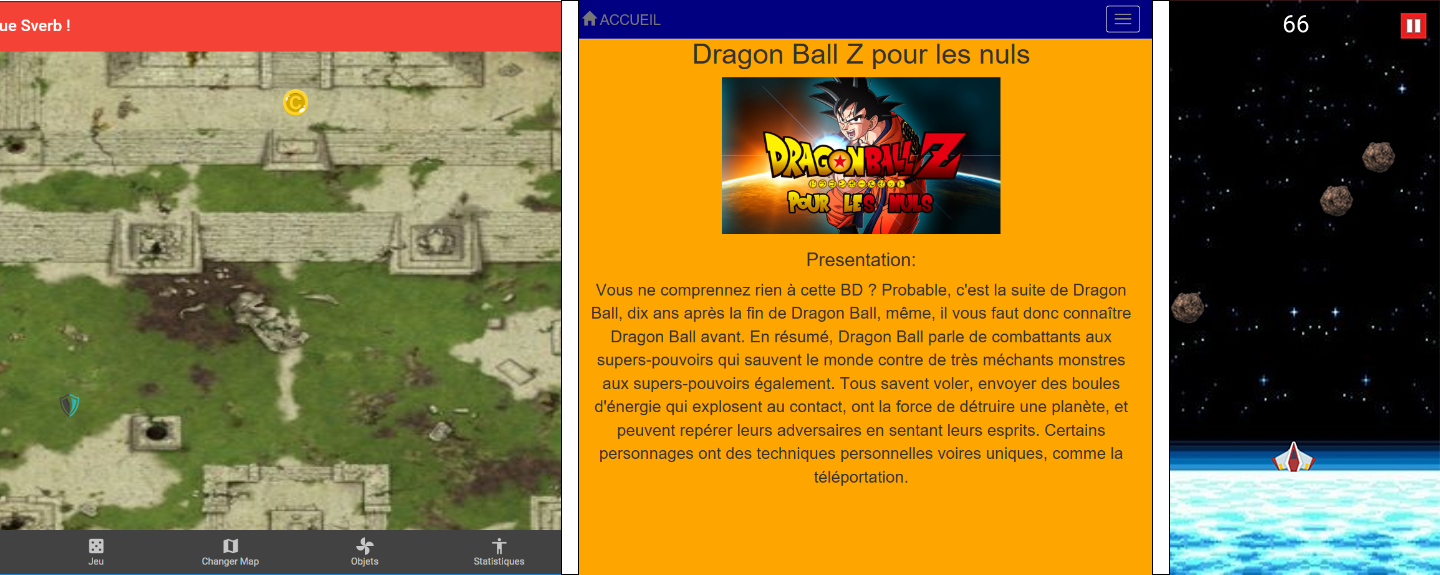 ue Sverb !
Jeu
Changer Map
Objets
Statistiques
ACCUEIL
Dragon Ball Z pour les nuls
DRAGONBALL Z
POUR LES NULS
Presentation:
Vous ne comprennez rien à cette BD ? Probable, c'est la suite de Dragon
Ball, dix ans après la fin de Dragon Ball, même, il vous faut donc connaître
Dragon Ball avant. En résumé, Dragon Ball parle de combattants aux
supers-pouvoirs qui sauvent le monde contre de très méchants monstres
aux supers-pouvoirs également. Tous savent voler, envoyer des boules
d'énergie qui explosent au contact, ont la force de détruire une planète, et
peuvent repérer leurs adversaires en sentant leurs esprits. Certains
personnages ont des techniques personnelles voires uniques, comme la
téléportation.
66